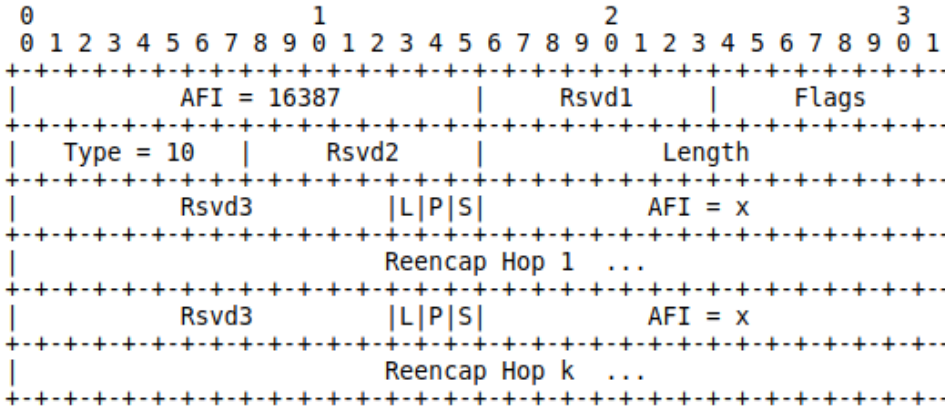 0                   1                   2                   3
0 1 2 3 4 5 6 7 8 9 0 1 2 3 4 5 6 7 8 9 0 1 2 3 4 5 6 7 8 9 0 1
+-+-+-+-+-+-+-+-+-+-+-+-+-+-+-+-+-+-+-+-+-+-+-+-+-+-+-+-+-+-+-+-
|           AFI = 16387         |     Rsvd1     |     Flags
+-+-+-+-+-+-+-+-+-+-+-+-+-+-+-+-+-+-+-+-+-+-+-+-+-+-+-+-+-+-+-+-
|   Type = 10   |     Rsvd2     |            Length
+-+-+-+-+-+-+-+-+-+-+-+-+-+-+-+-+-+-+-+-+-+-+-+-+-+-+-+-+-+-+-+-
|           Rsvd3         |L|P|S|           AFI = x
+-+-+-+-+-+-+-+-+-+-+-+-+-+-+-+-+-+-+-+-+-+-+-+-+-+-+-+-+-+-+-+-
|                         Reencap Hop 1  ...
+-+-+-+-+-+-+-+-+-+-+-+-+-+-+-+-+-+-+-+-+-+-+-+-+-+-+-+-+-+-+-+-
|           Rsvd3         |L|P|S|           AFI = x
+-+-+-+-+-+-+-+-+-+-+-+-+-+-+-+-+-+-+-+-+-+-+-+-+-+-+-+-+-+-+-+-
|                         Reencap Hop k  ...
+-+-+-+-+-+-+-+-+-+-+-+-+-+-+-+-+-+-+-+-+-+-+-+-+-+-+-+-+-+-+-+-